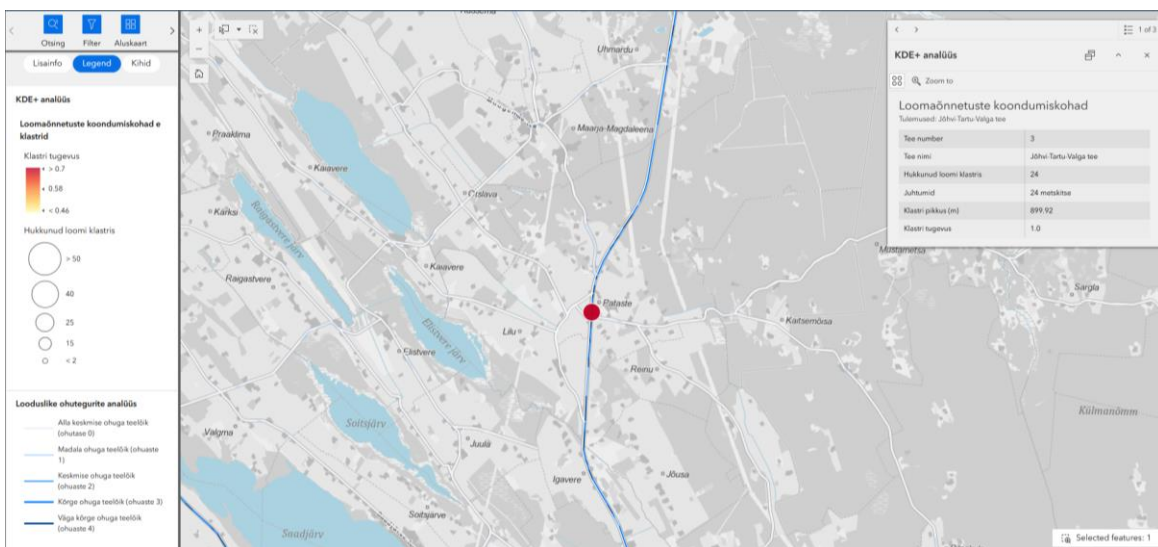 Otsing Filter Aluskaart
Lisainfo Legend Kihid
KDE+ analüüs
Loomaõnnetuste koondumiskohad e
klastrid
Klastri tugevus
> 0.7
0.58
< 0.46
Hukkunud loomi klastris
> 50
40
25
15
< 2
Looduslike ohutegurite analüüs
Alla keskmise ohuga teelõik
(ohutase 0)
Madala ohuga teelõik (ohuaste
1)
Keskmise ohuga teelõik
(ohuaste 2)
Kõrge ohuga teelõik (ohuaste 3)
Väga kõrge ohuga teelõik
(ohuaste 4)
Uhmardu
Maarja-Magdaleena
Praaklima
Kaiavere
Otslava
Karksi
Raigastvere järv
Raigastvere
Kaiavere
Elistvere järv
Lilu
Pataste
Kaitsemõisa
Elistvere
Reinu
Mustametsa
Sargla
Külmanõmm
Soitsjärv
Valgma
Juula
Igavere
Jõusa
Soitsjärve
Saadjärv
1 of 3
KDE+ analüüs
Zoom to
Loomaõnnetuste koondumiskohad
Tulemused: Jõhvi-Tartu-Valga tee
Tee number 3
Tee nimi Jõhvi-Tartu-Valga tee
Hukkunud loomi klastris 24
Juhtumid 24 metskitse
Klastri pikkus (m) 899.92
Klastri tugevus 1.0
Selected features: 1